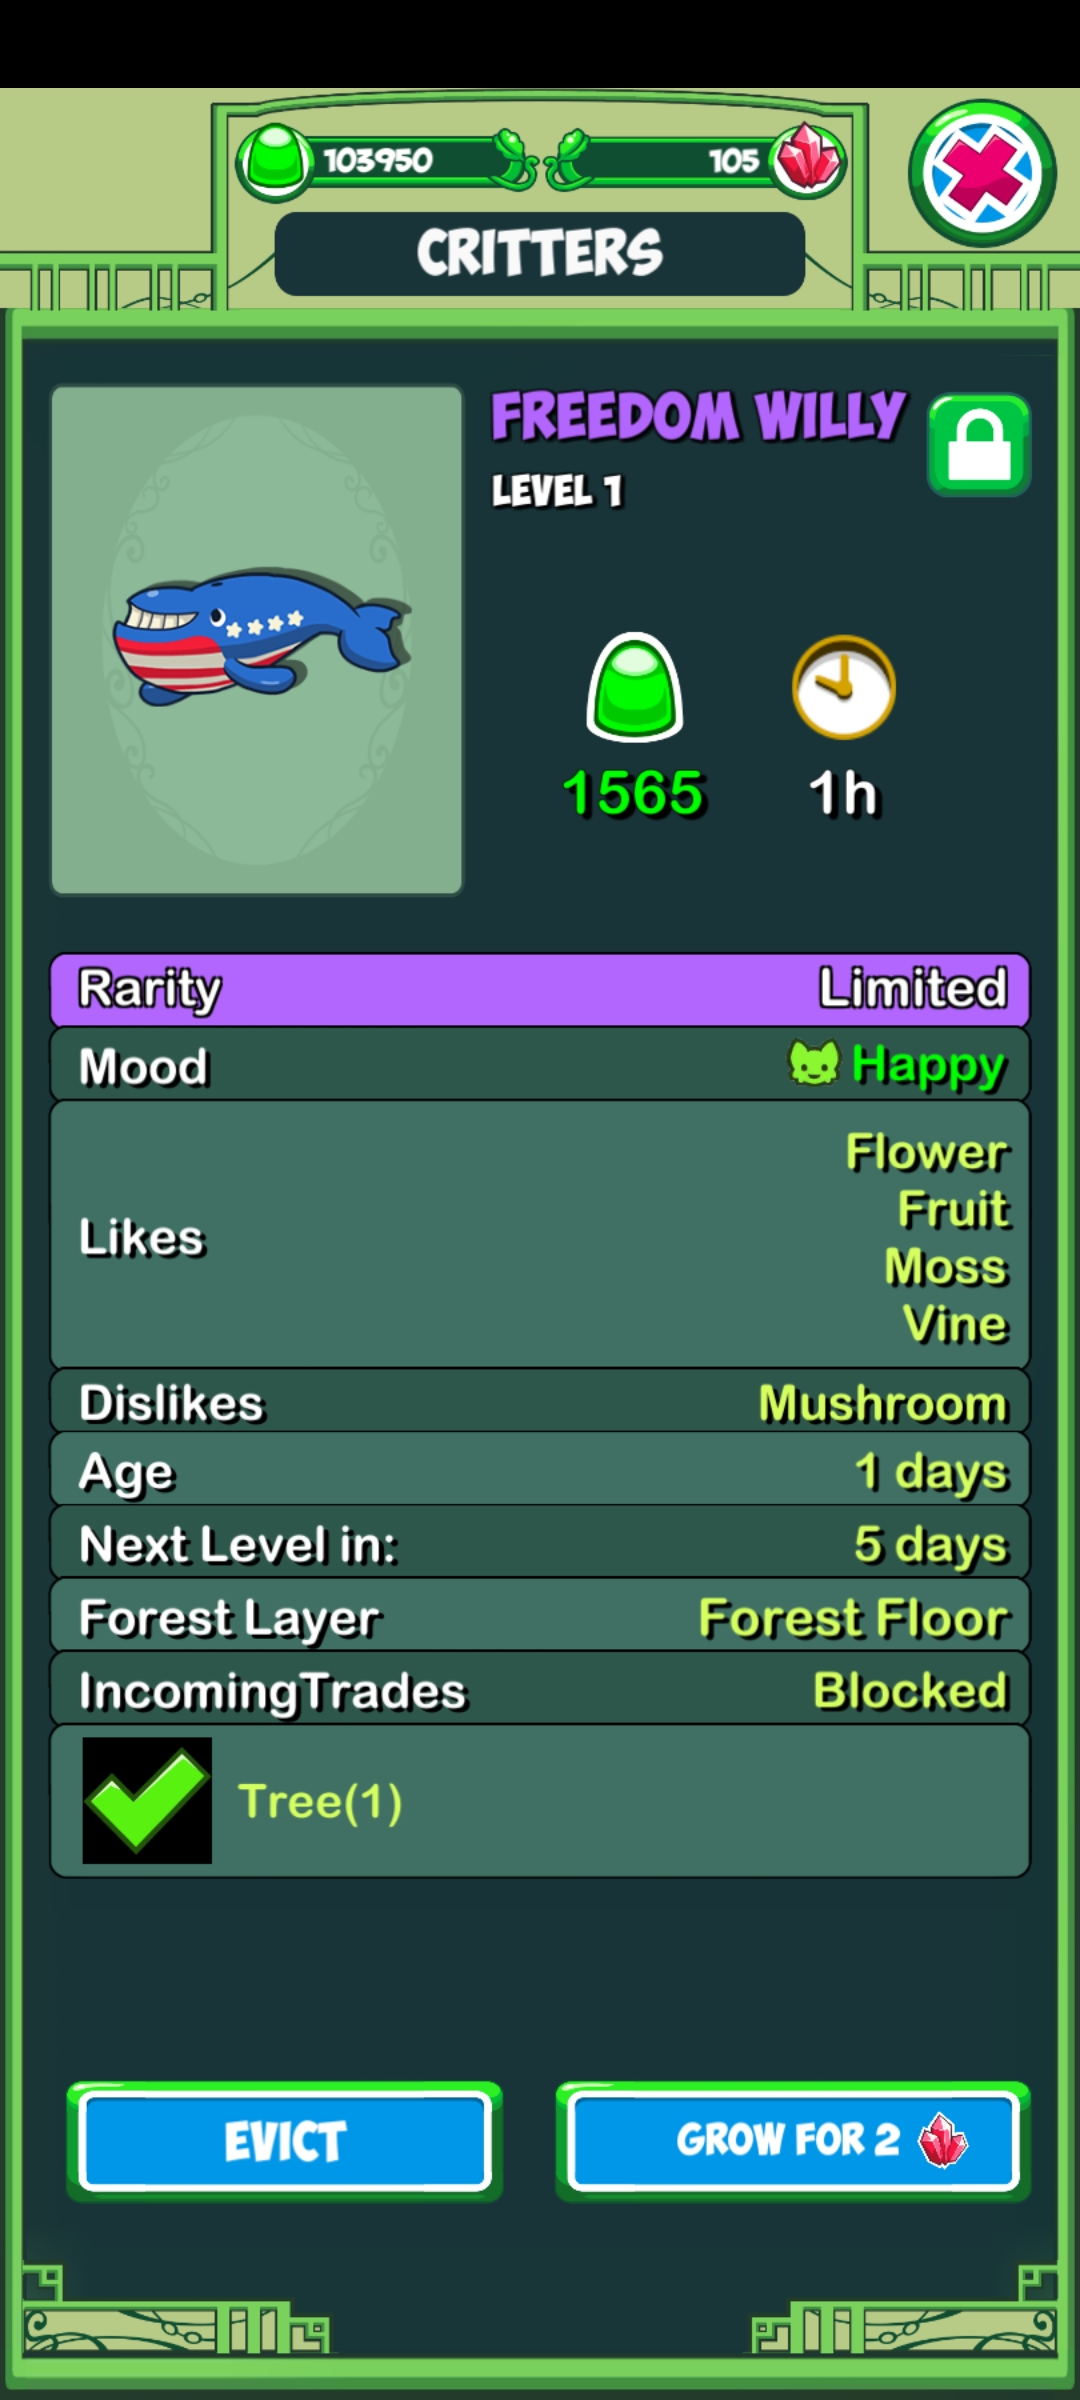 103950
105
CRITTERS
FREEDOM WILLY
LEVEL 1
1565
1h
Rarity Limited
Mood Happy
Likes
Flower
Fruit
Moss
Vine
Dislikes Mushroom
Age 1 days
Next Level in: 5 days
Forest Layer Forest Floor
IncomingTrades Blocked
Tree(1)
EVICT
GROW FOR 2